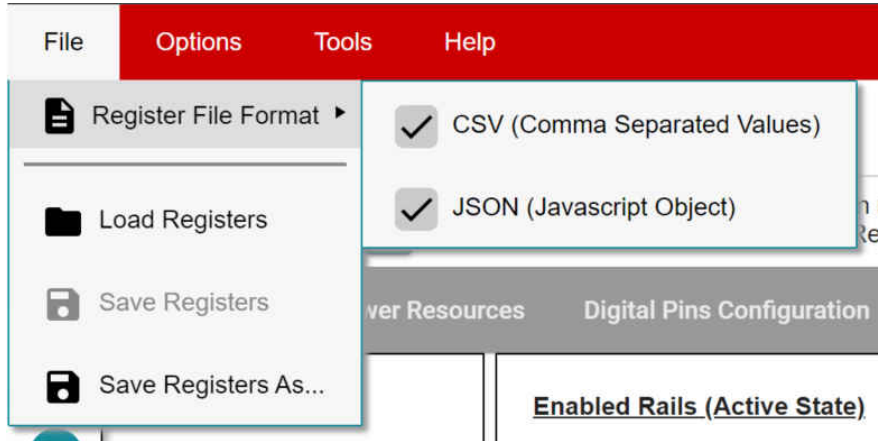 File Options Tools Help
Register File Format
CSV (Comma Separated Values)
JSON (Javascript Object)
Load Registers
Save Registers
Save Registers As...
Resources Digital Pins Configuration
Enabled Rails (Active State)